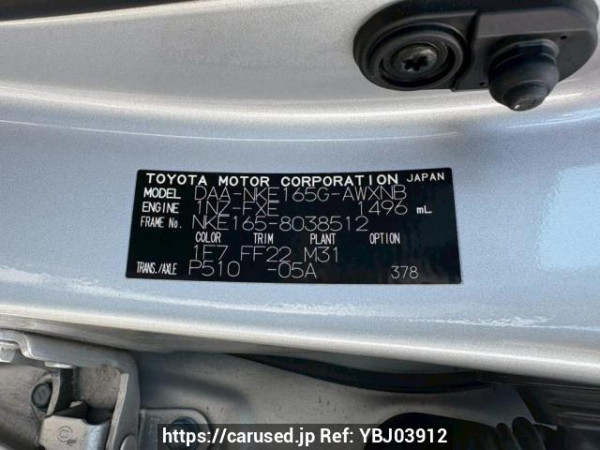 TOYOTA MOTOR CORPORATION JAPAN
MODEL DAA-NKE165G-AWXNB
ENGINE 1NZ-FXE 1496 mL
FRAME No. NKE165-8038512
COLOR TRIM PLANT OPTION
1F7 FF22 M31
TRANS./AXLE P510 -05A 378
https://carused.jp Ref: YBJ03912